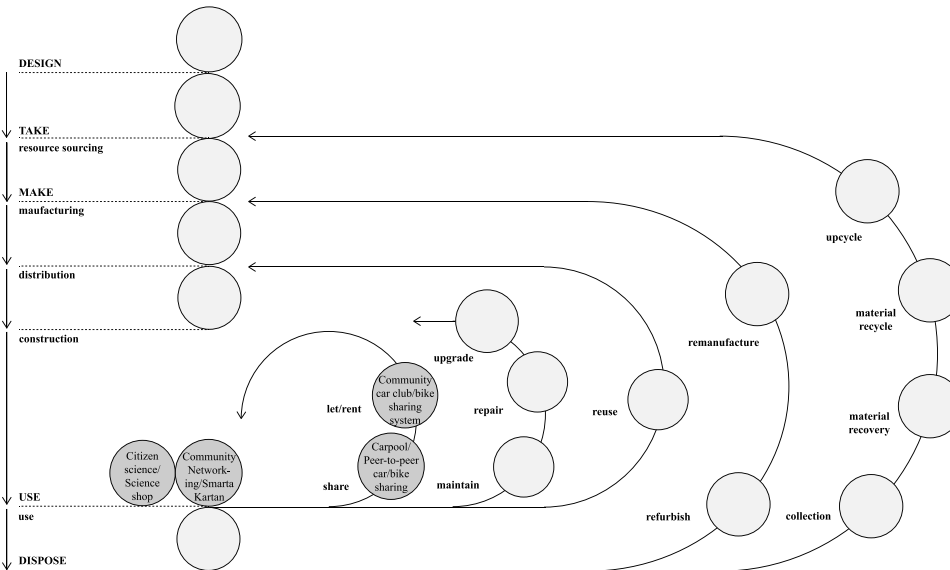 DESIGN
TAKE
resource sourcing
MAKE
maufacturing
distribution
construction
USE
use
DISPOSE
Citizen
science/
Science
shop
Community
Network-
ing/Smarta
Kartan
let/rent
Community
car club/bike
sharing
system
share
Carpool/
Peer-to-peer
car/bike
sharing
upgrade
repair
maintain
reuse
remanufacture
refurbish
upcycle
material
recycle
material
recovery
collection